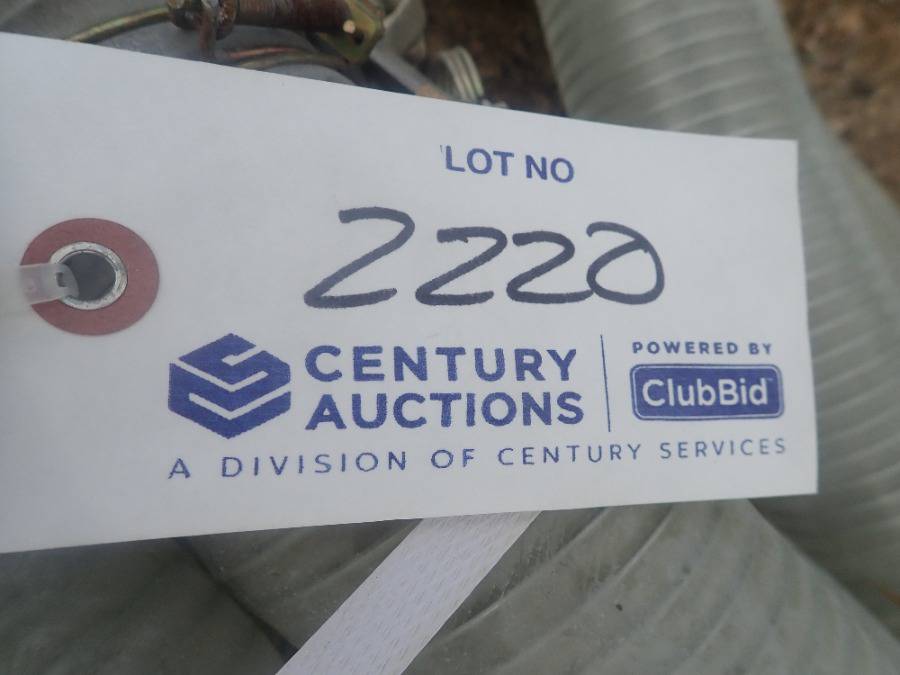 LOT NO
2220
CENTURY
AUCTIONS
POWERED BY
ClubBid
A DIVISION OF CENTURY SERVICES